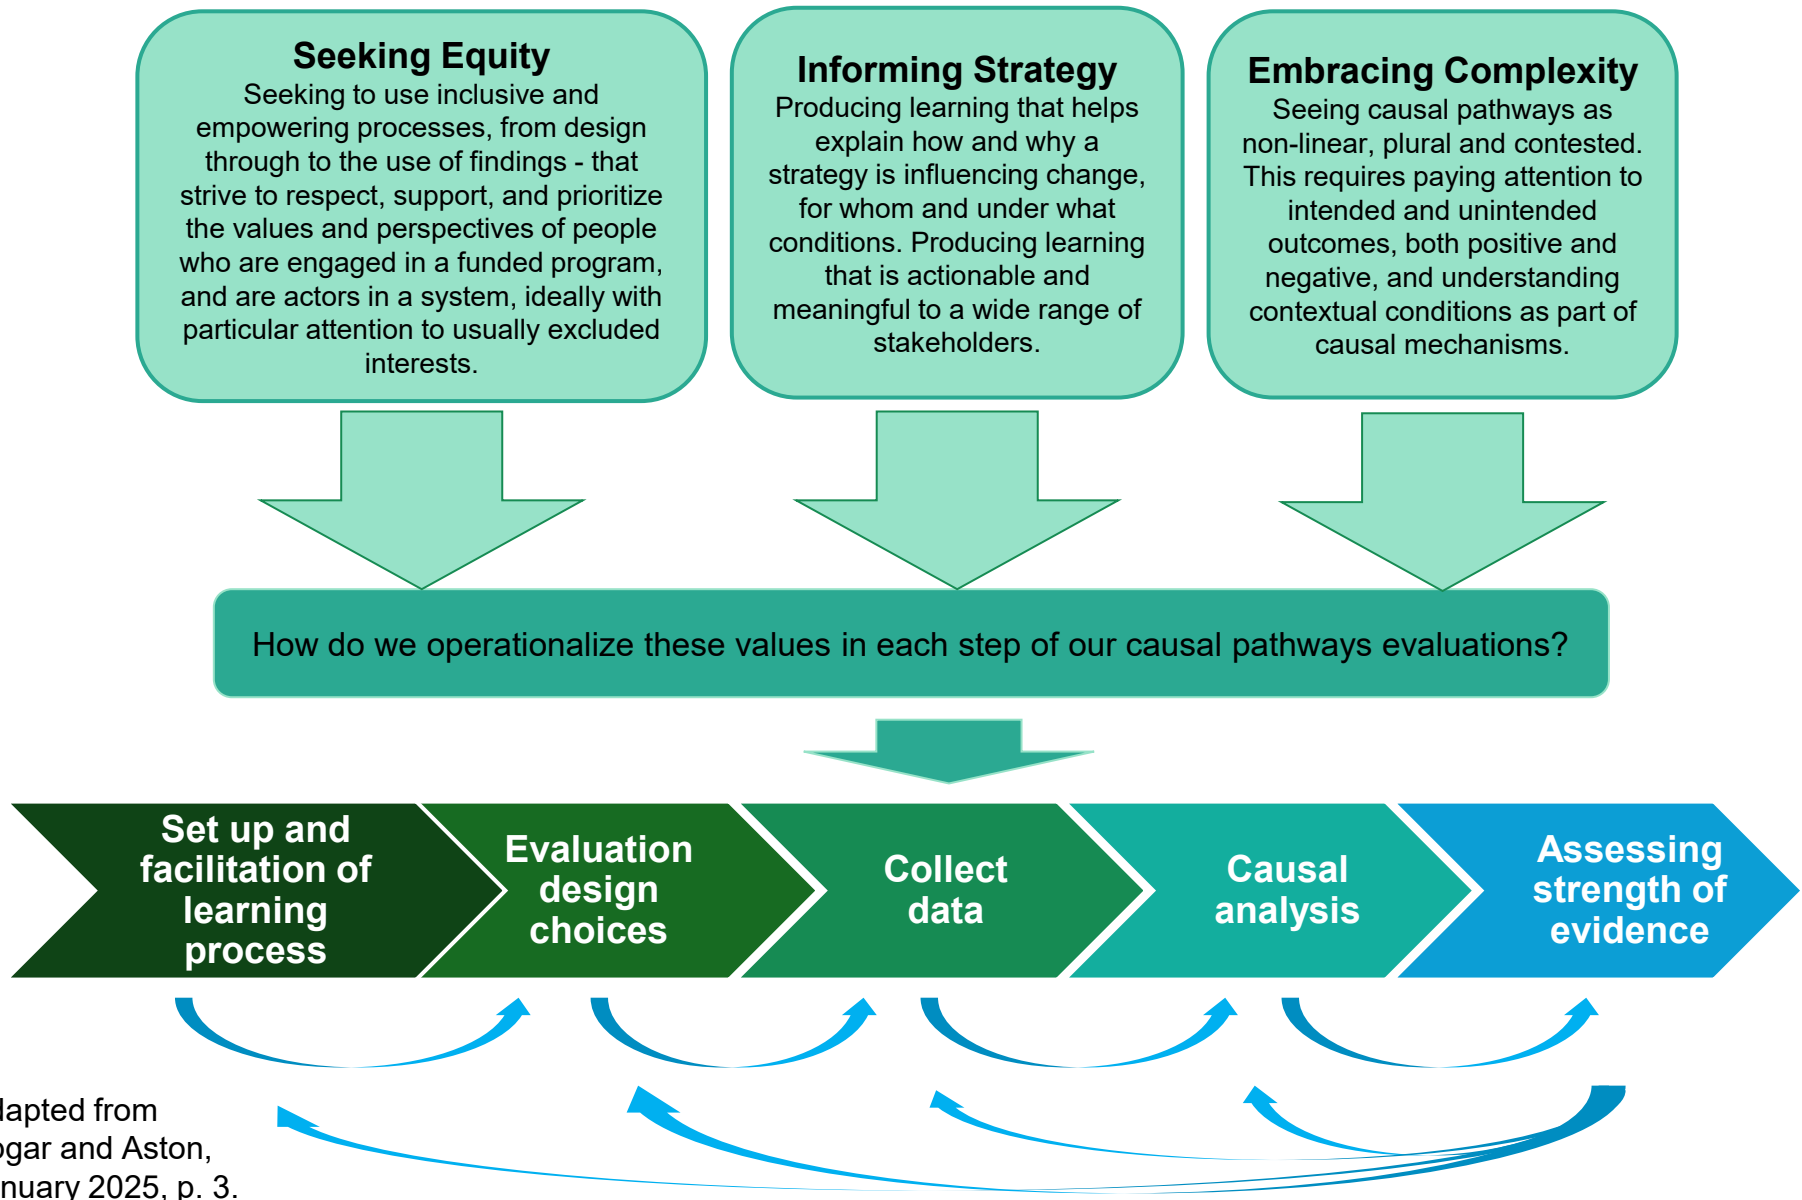 Seeking Equity
Seeking to use inclusive and
empowering processes, from design
through to the use of findings - that
strive to respect, support, and prioritize
the values and perspectives of people
who are engaged in a funded program,
and are actors in a system, ideally with
particular attention to usually excluded
interests.
Informing Strategy
Producing learning that helps
explain how and why a
strategy is influencing change,
for whom and under what
conditions. Producing learning
that is actionable and
meaningful to a wide range of
stakeholders.
Embracing Complexity
Seeing causal pathways as
non-linear, plural and contested.
This requires paying attention to
intended and unintended
outcomes, both positive and
negative, and understanding
contextual conditions as part of
causal mechanisms.
How do we operationalize these values in each step of our causal pathways evaluations?
Set up and
facilitation of
learning
process
Evaluation
design
choices
Collect
data
Causal
analysis
Assessing
strength of
evidence
from
and Aston,
2025, p. 3.